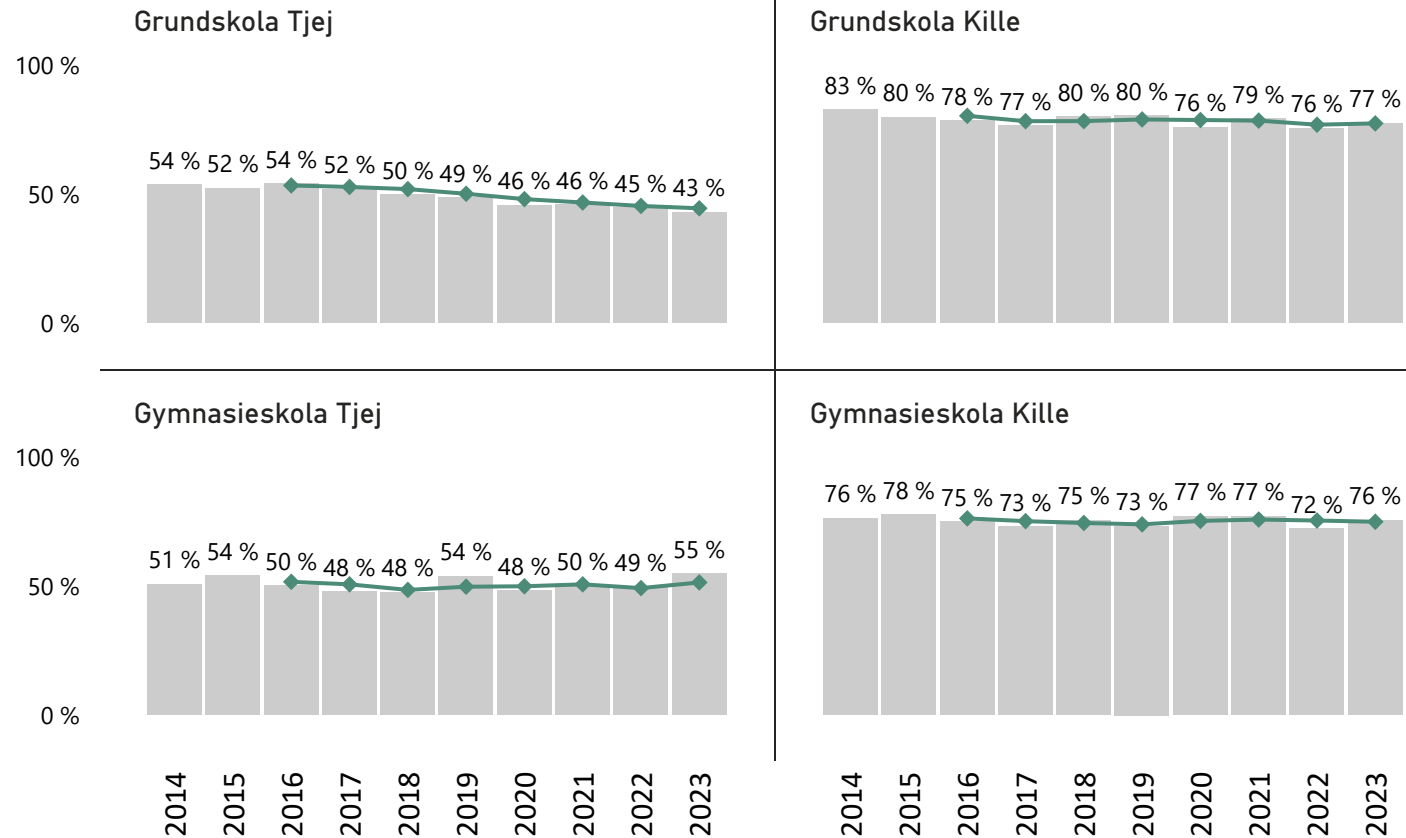 Grundskola Tjej
100 %
50 %
0 %
54 % 52 % 54 % 52 % 50 % 49 % 46 % 46 % 45 % 43 %
Grundskola Kille
83 % 80 % 78 % 77 % 80 % 80 % 76 % 79 % 76 % 77 %
Gymnasieskola Tjej
100 %
50 %
0 %
51 % 54 % 50 % 48 % 48 % 54 % 48 % 50 % 49 % 55 %
2014 2015 2016 2017 2018 2019 2020 2021 2022 2023
Gymnasieskola Kille
76 % 78 % 75 % 73 % 75 % 73 % 77 % 77 % 72 % 76 %
2014 2015 2016 2017 2018 2019 2020 2021 2022 2023